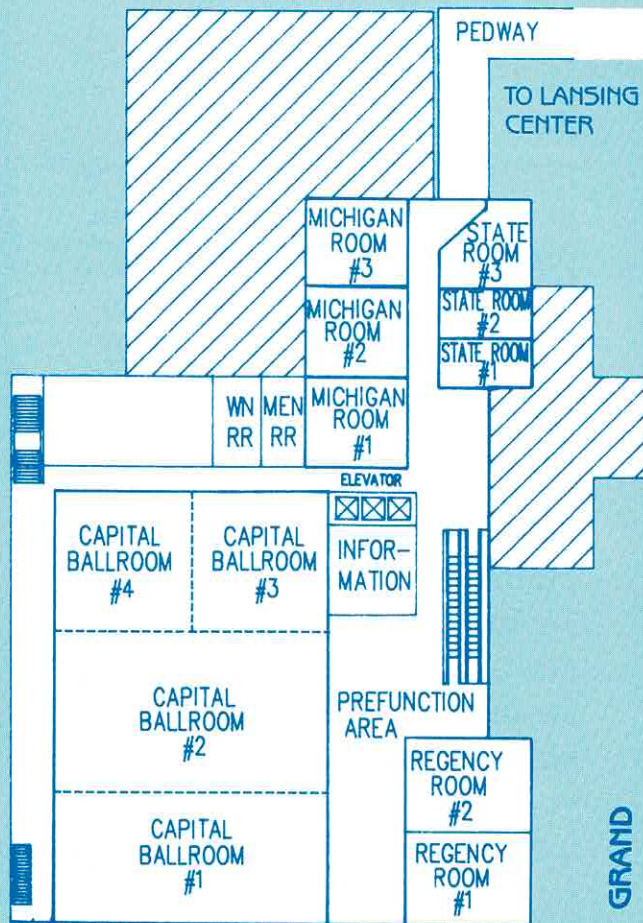 PEDWAY
TO LANSING
CENTER
MICHIGAN
ROOM
#3
STATE
ROOM
#3
MICHIGAN
ROOM
#2
STATE ROOM
#2
STATE ROOM
#1
WN
RR
MEN
RR
MICHIGAN
ROOM
#1
ELEVATOR
CAPITAL
BALLROOM
#4
CAPITAL
BALLROOM
#3
INFOR-
MATION
CAPITAL
BALLROOM
#2
PREFUNCTION
AREA
REGENCY
ROOM
#2
CAPITAL
BALLROOM
#1
REGENCY
ROOM
#1
GRAND